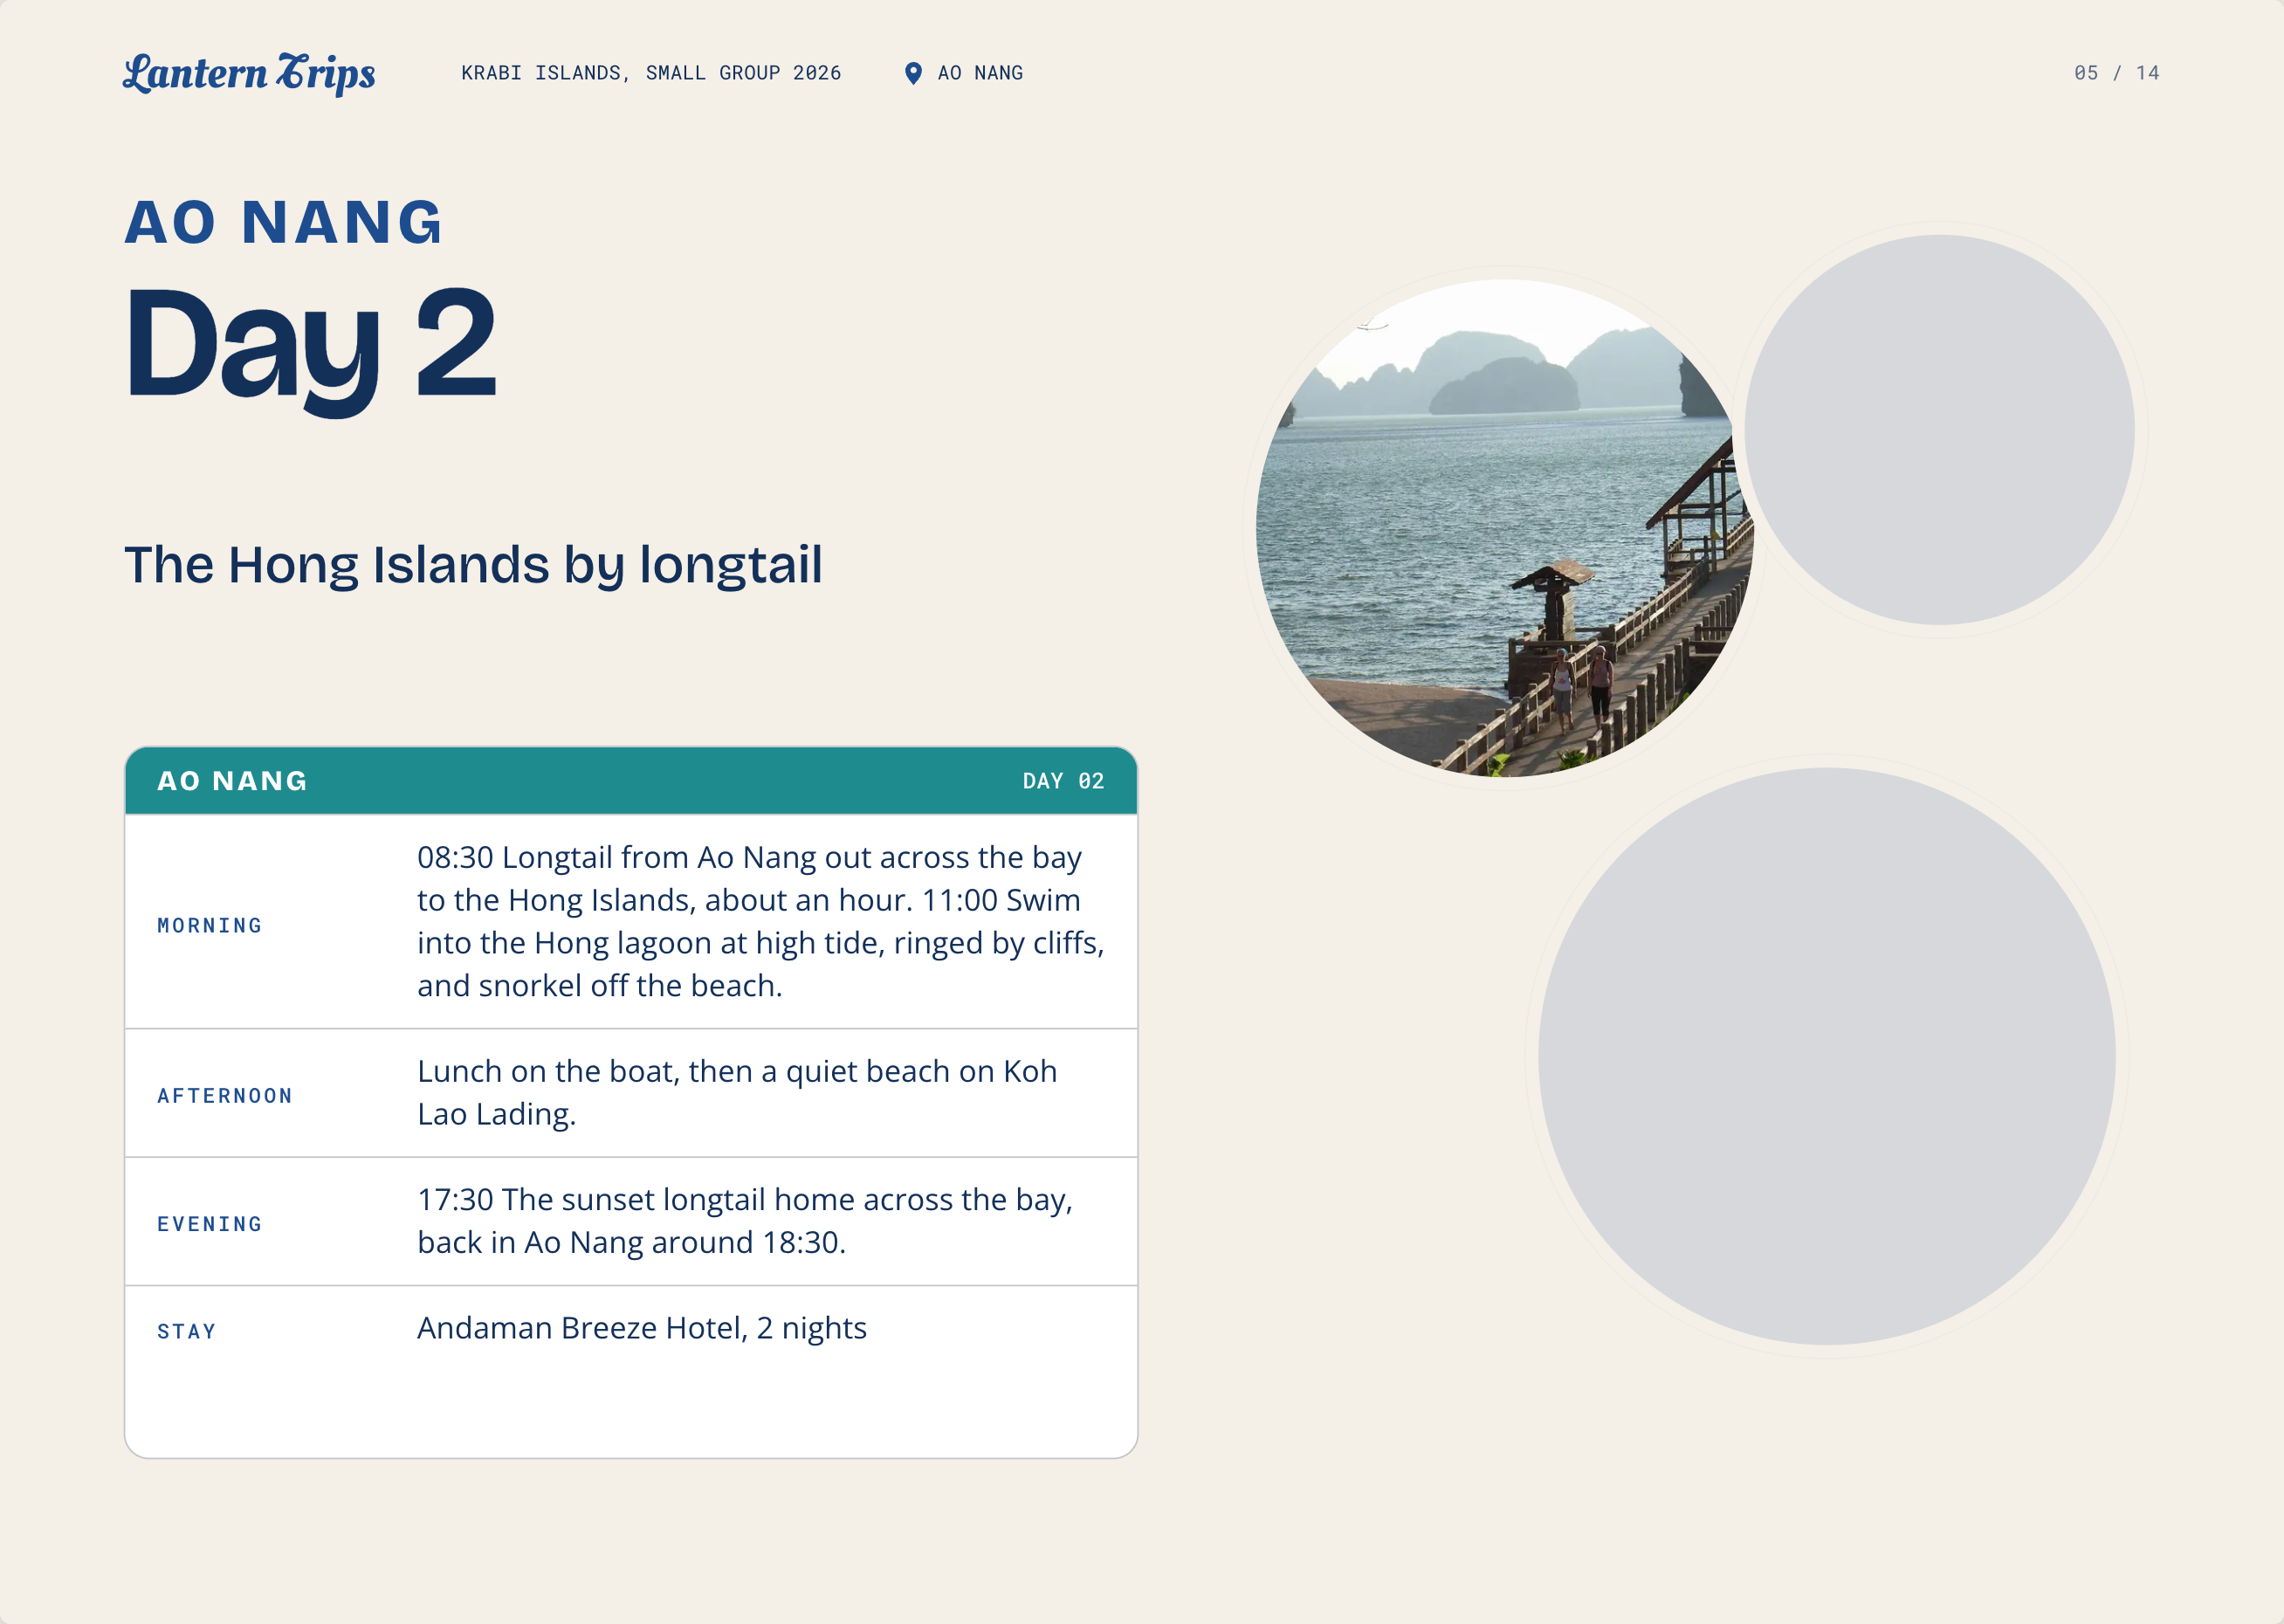 Lantern Trips
KRABI ISLANDS, SMALL GROUP 2026
AO NANG
05 / 14
AO NANG
Day 2
The Hong Islands by longtail
AO NANG
DAY 02
MORNING
08:30 Longtail from Ao Nang out across the bay
to the Hong Islands, about an hour. 11:00 Swim
into the Hong lagoon at high tide, ringed by cliffs,
and snorkel off the beach.
AFTERNOON
Lunch on the boat, then a quiet beach on Koh
Lao Lading.
EVENING
17:30 The sunset longtail home across the bay,
back in Ao Nang around 18:30.
STAY
Andaman Breeze Hotel, 2 nights